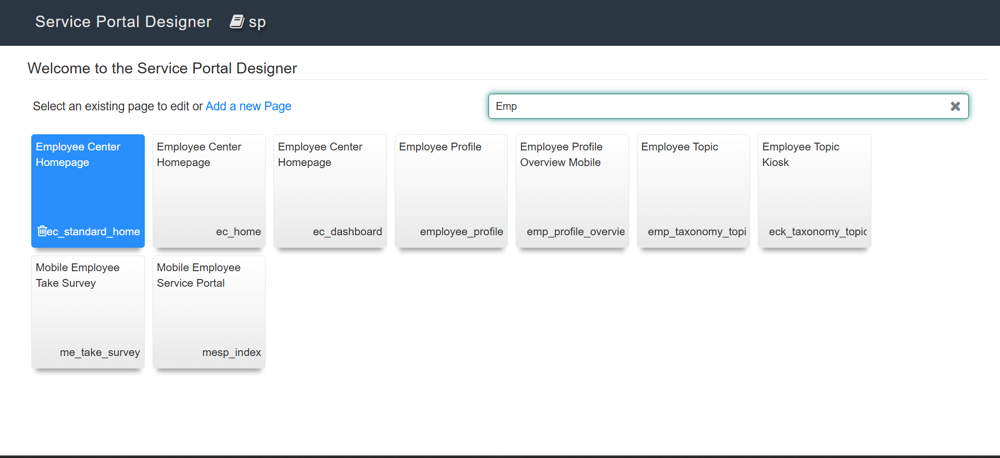 Service Portal Designer sp
Welcome to the Service Portal Designer
Select an existing page to edit or Add a new Page
Emp
Employee Center
Homepage
ec_standard_home
Employee Center
Homepage
ec_home
Employee Center
Homepage
ec_dashboard
Employee Profile
employee_profile
Employee Profile
Overview Mobile
emp_profile_overvie
Employee Topic
emp_taxonomy_topi
Employee Topic
Kiosk
eck_taxonomy_topic
Mobile Employee
Take Survey
me_take_survey
Mobile Employee
Service Portal
mesp_index